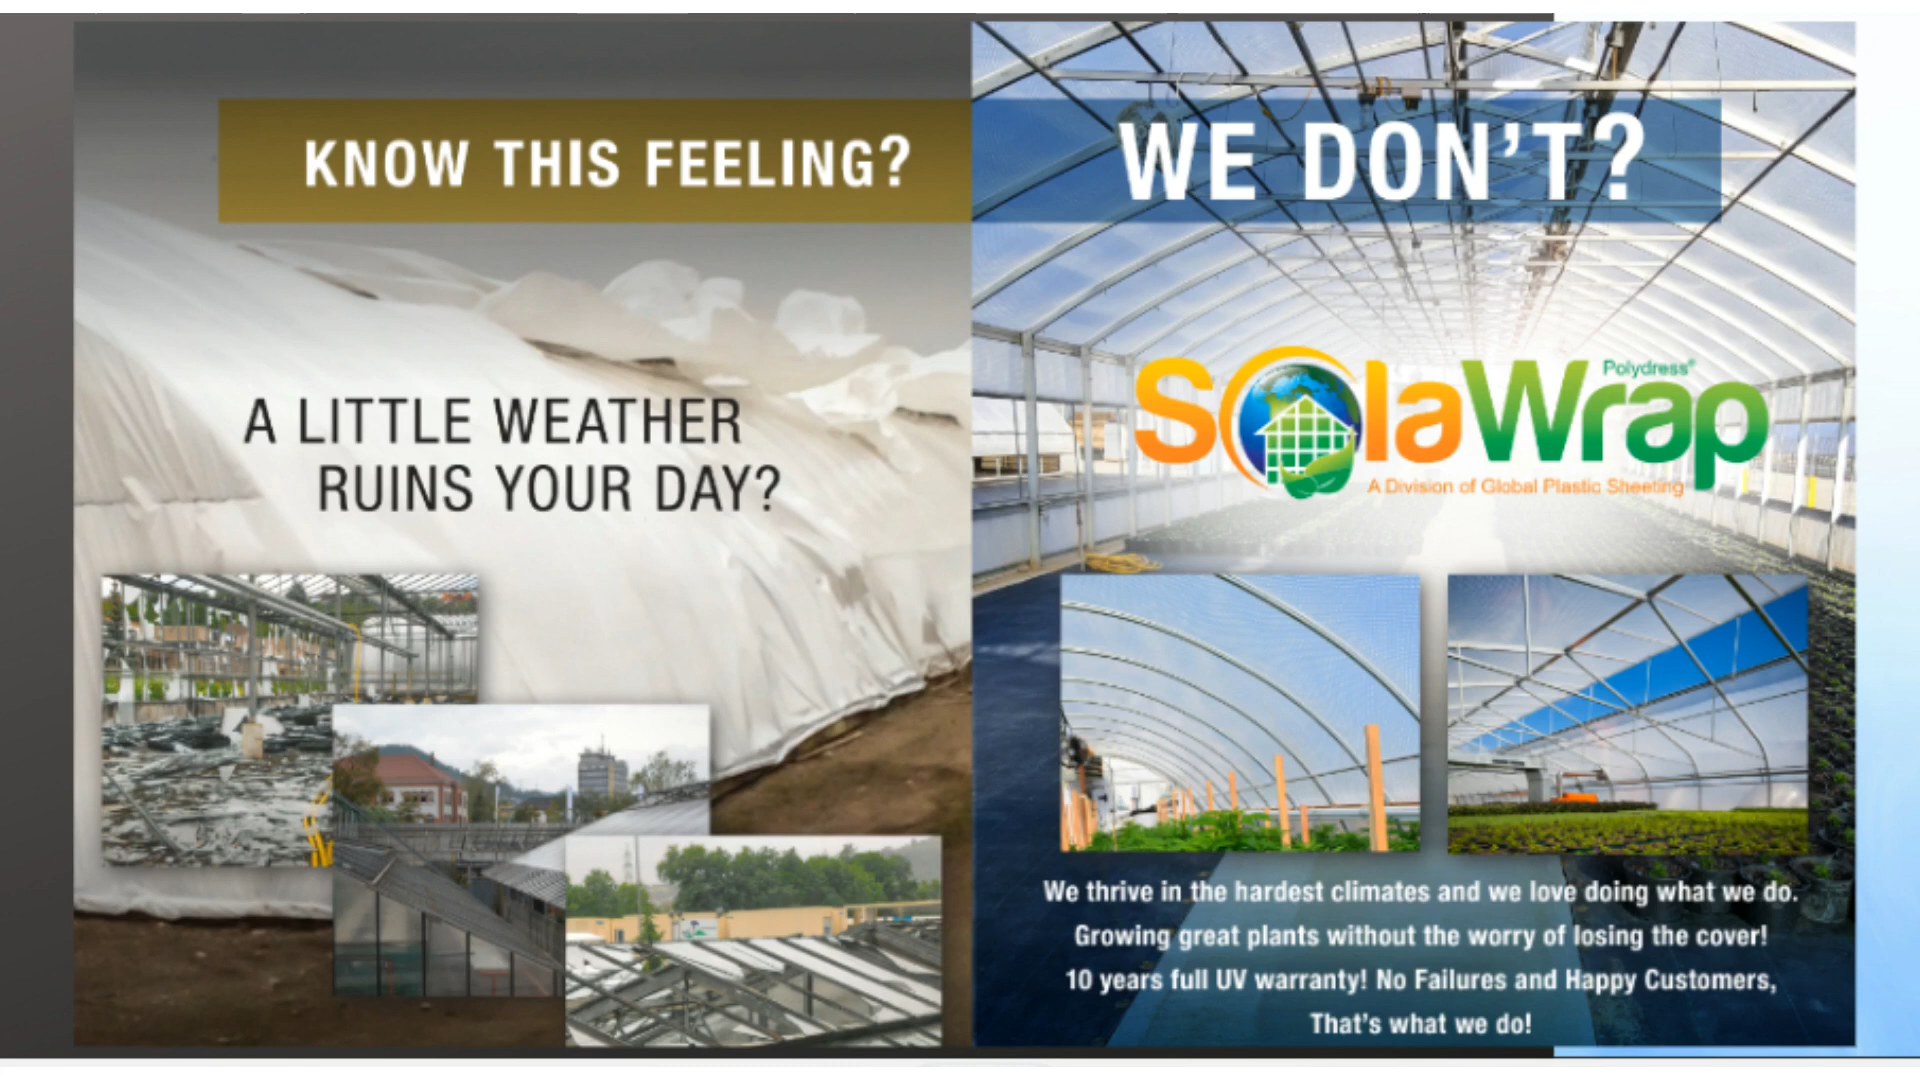 KNOW THIS FEELING?
WE DON'T?
A LITTLE WEATHER
RUINS YOUR DAY?
Polydress®
SolaWrap
A Division of Global Plastic Sheeting
We thrive in the hardest climates and we love doing what we do.
Growing great plants without the worry of losing the cover!
10 years full UV warranty! No Failures and Happy Customers,
That's what we do!